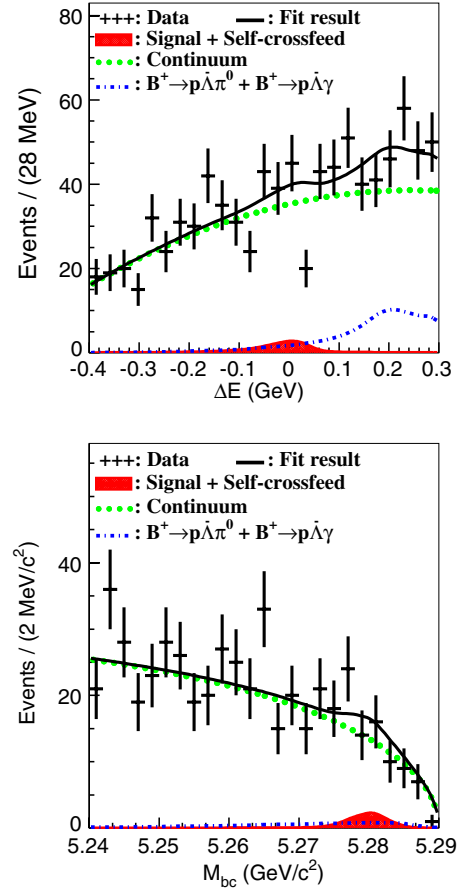 +++: Data — : Fit result
: Signal + Self-crossfeed
: Continuum
: B⁺→pΛ̄π⁰ + B⁺→pΛ̄γ
Events / (28 MeV)
80
60
40
20
0
-0.4 -0.3 -0.2 -0.1 0 0.1 0.2 0.3
ΔE (GeV)
+++: Data — : Fit result
: Signal + Self-crossfeed
: Continuum
: B⁺→pΛ̄π⁰ + B⁺→pΛ̄γ
Events / (2 MeV/c²)
40
20
0
5.24 5.25 5.26 5.27 5.28 5.29
M_bc (GeV/c²)